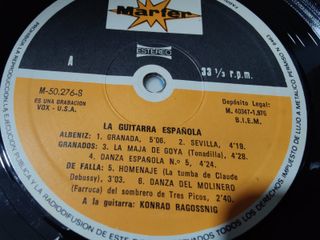 Marfer
ESTEREO
A
33 ⅓ r.p.m.
M-50.276-S
ES UNA GRABACION
VOX - U.S.A.
Depósito Legal:
M. 40347-1.976
B.I.E.M.
LA GUITARRA ESPAÑOLA
ALBENIZ: 1. GRANADA, 5'06. 2. SEVILLA, 4'19.
GRANADOS: 3. LA MAJA DE GOYA (Tonadilla), 4'28.
4. DANZA ESPAÑOLA N.º 5, 4'24.
DE FALLA: 5. HOMENAJE (La tumba de Claude
Debussy), 3'03. 6. DANZA DEL MOLINERO
(Farruca) del sombrero de Tres Picos, 2'40.
A la guitarra: KONRAD RAGOSSNIG